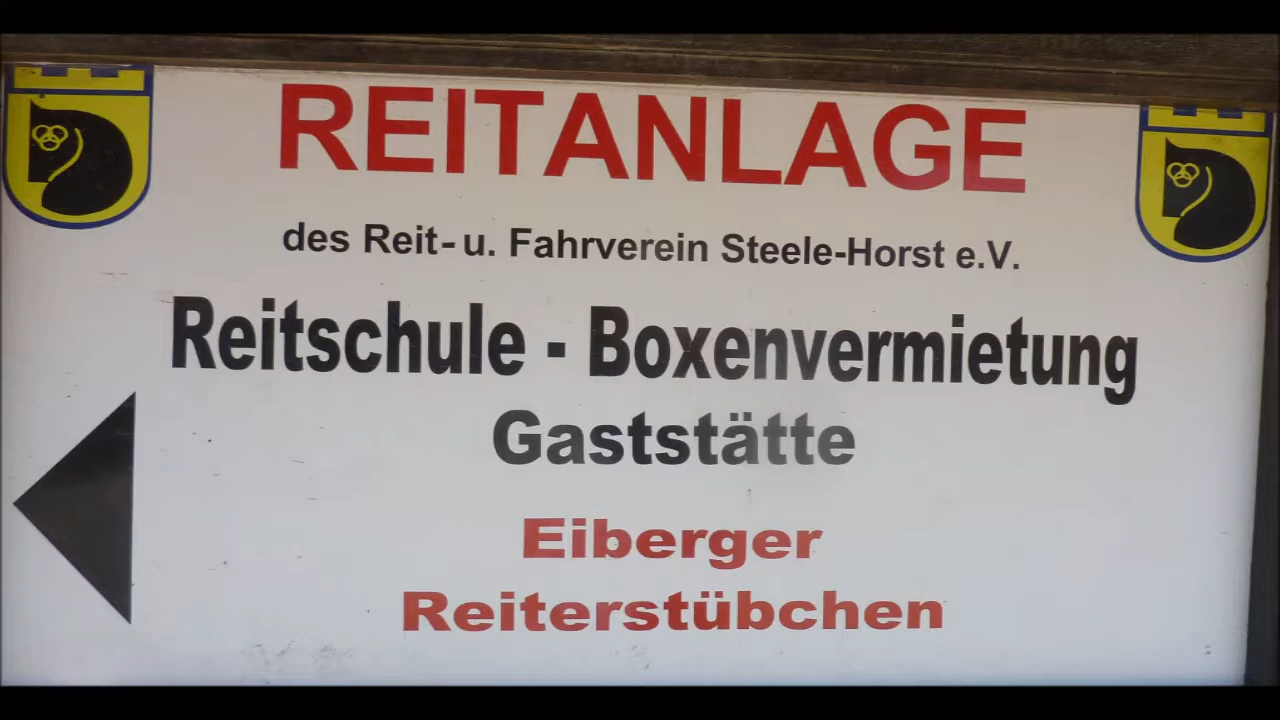 REITANLAGE
des Reit- u. Fahrverein Steele-Horst e.V.
Reitschule - Boxenvermietung
Gaststätte
Eiberger
Reiterstübchen